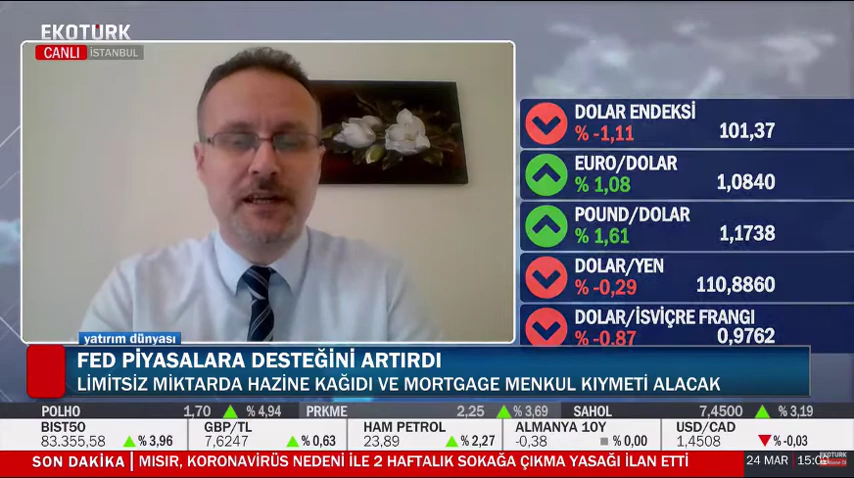 EKOTÜRK
CANLI İSTANBUL
DOLAR ENDEKSİ
% -1,11 101,37
EURO/DOLAR
% 1,08 1,0840
POUND/DOLAR
% 1,61 1,1738
DOLAR/YEN
% -0,29 110,8860
DOLAR/İSVİÇRE FRANGI
% -0,87 0,9762
yatırım dünyası
FED PİYASALARA DESTEĞİNİ ARTIRDI
LİMİTSİZ MİKTARDA HAZİNE KAĞIDI VE MORTGAGE MENKUL KIYMETİ ALACAK
POLHO 1,70 % 4,94 PRKME 2,25 % 3,69 SAHOL 7,4500 % 3,19
BIST50 GBP/TL HAM PETROL ALMANYA 10Y USD/CAD
83.355,58 % 3,96 7,6247 % 0,63 23,89 % 2,27 -0,38 % 0,00 1,4508 % -0,03
SON DAKİKA MISIR, KORONAVİRÜS NEDENİ İLE 2 HAFTALIK SOKAĞA ÇIKMA YASAĞI İLAN ETTİ 24 MAR
EKOTÜRK